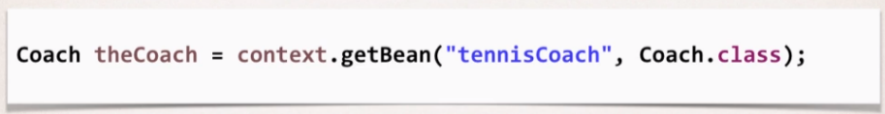 Coach theCoach = context.getBean("tennisCoach", Coach.class);